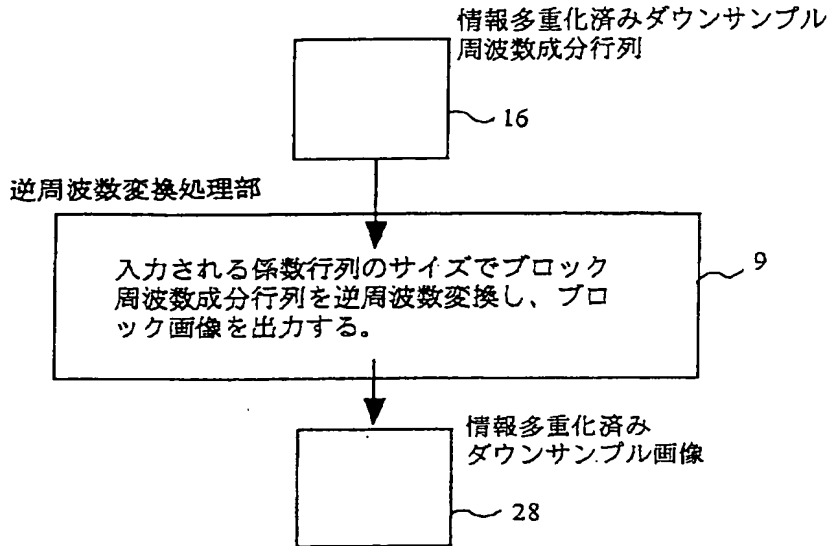 情報多重化済みダウンサンプル
周波数成分行列
16
逆周波数変換処理部
入力される係数行列のサイズでブロック
周波数成分行列を逆周波数変換し、ブロ
ック画像を出力する。
9
情報多重化済み
ダウンサンプル画像
28